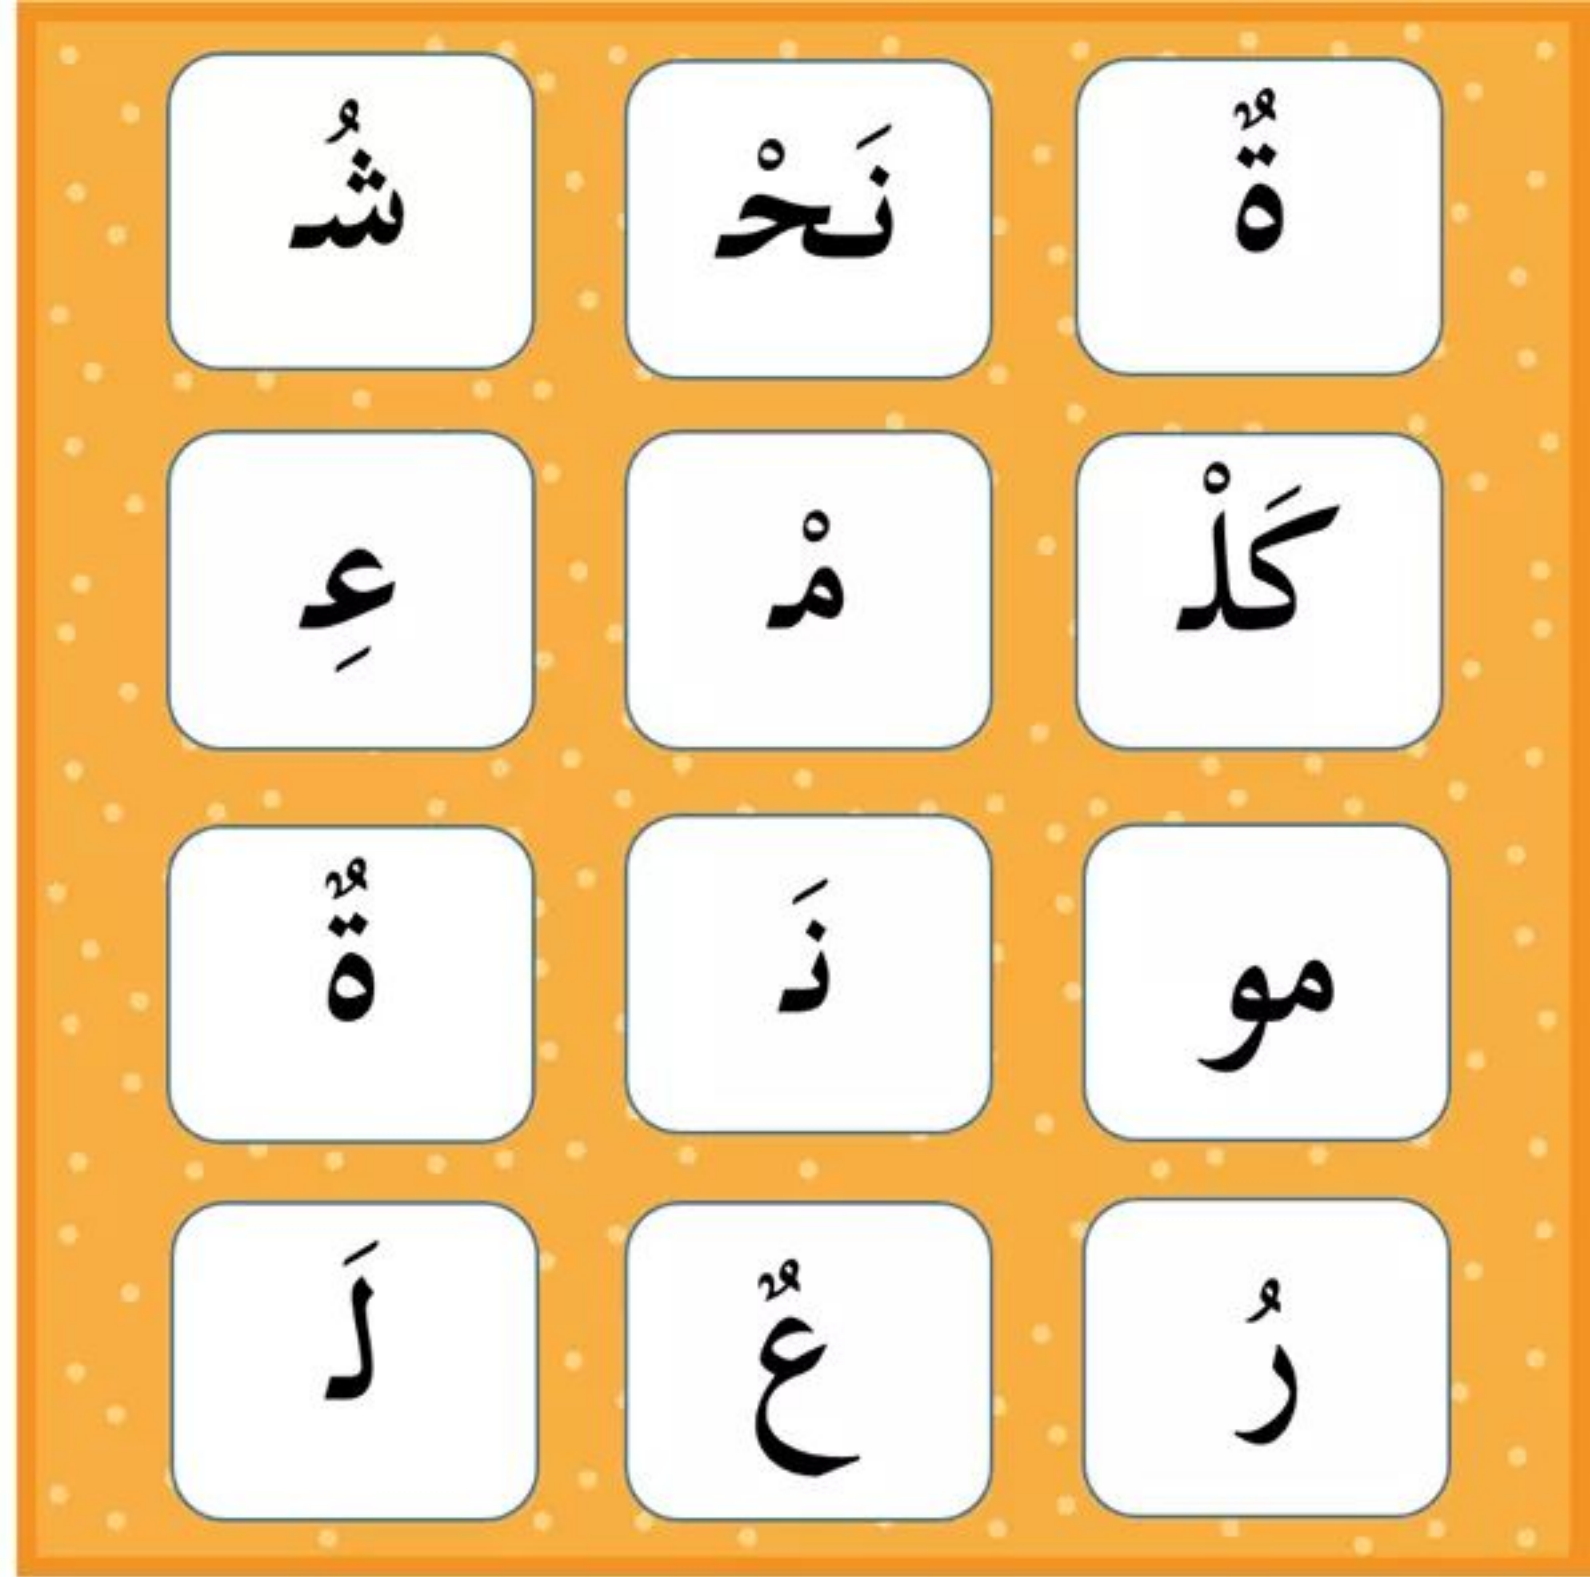 ةٌ نَحْـ شُـ
كَلْـ مْـ عِـ
مو نَـ ةٌ
رُ عٌ لَـ